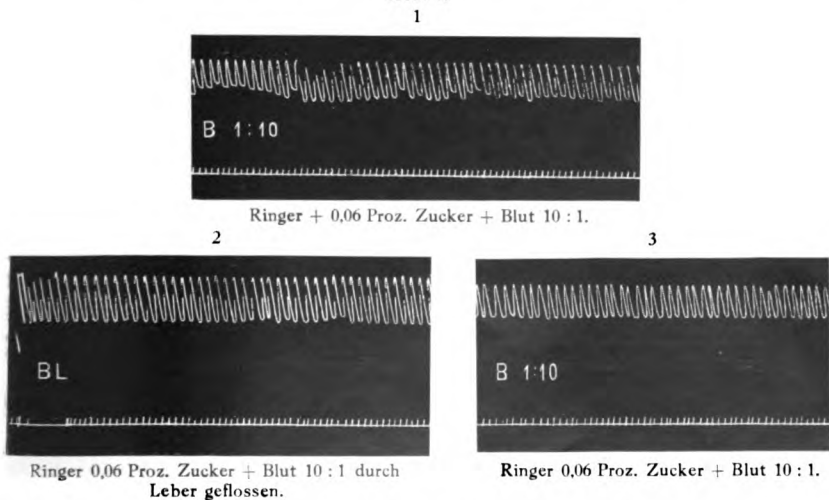 1
B 1:10
Ringer + 0,06 Proz. Zucker + Blut 10 : 1.
2
BL
Ringer 0,06 Proz. Zucker + Blut 10 : 1 durch
Leber geflossen.
3
B 1:10
Ringer 0,06 Proz. Zucker + Blut 10 : 1.